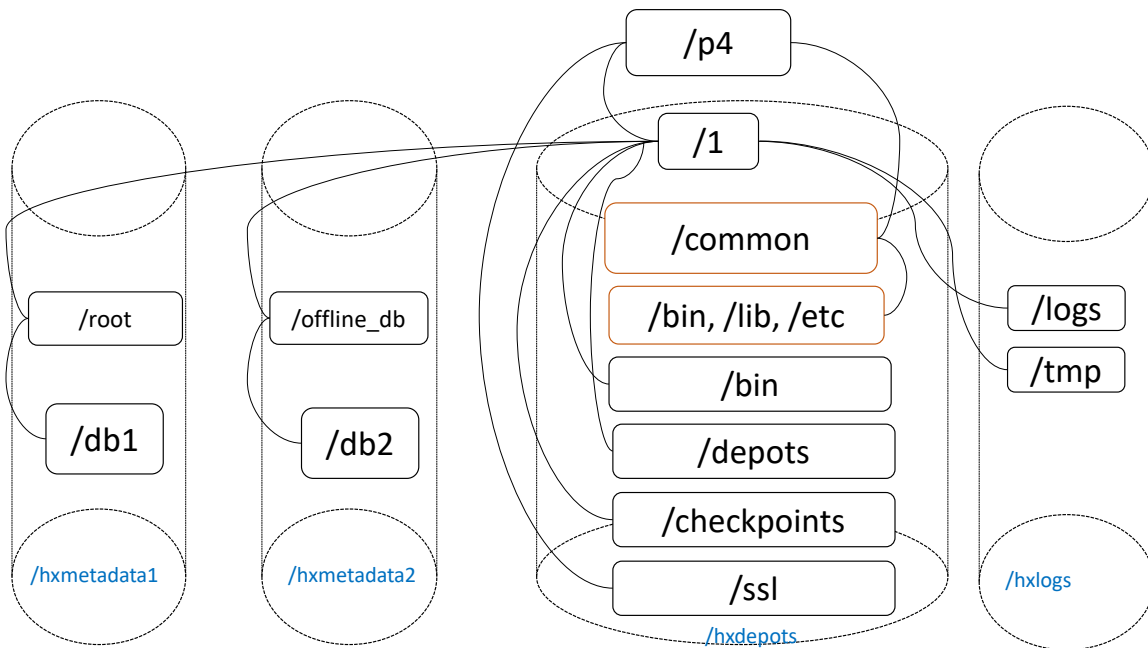 /p4
/1
/common
/root
/offline_db
/bin, /lib, /etc
/logs
/tmp
/bin
/db1
/db2
/depots
/checkpoints
/hxmetadata1
/hxmetadata2
/ssl
/hxlogs
/hxdepots